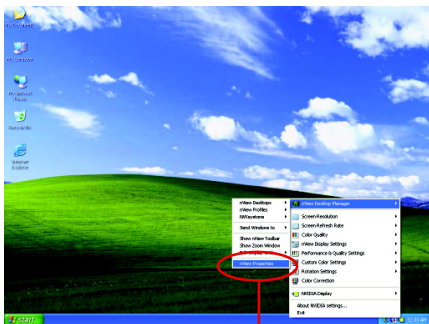 My Documents
My Computer
My Network
Places
Recycle Bin
Internet
Explorer
nView Desktops
nView Profiles
NVKeystone
Send Windows to
Show nView Toolbar
Show Zoom Window
nView Properties
nView Desktop Manager
Screen Resolution
Screen Refresh Rate
Color Quality
nView Display Settings
Performance & Quality Settings
Custom Color Settings
Rotation Settings
Color Correction
NVIDIA Display
About NVIDIA settings...
Exit
start